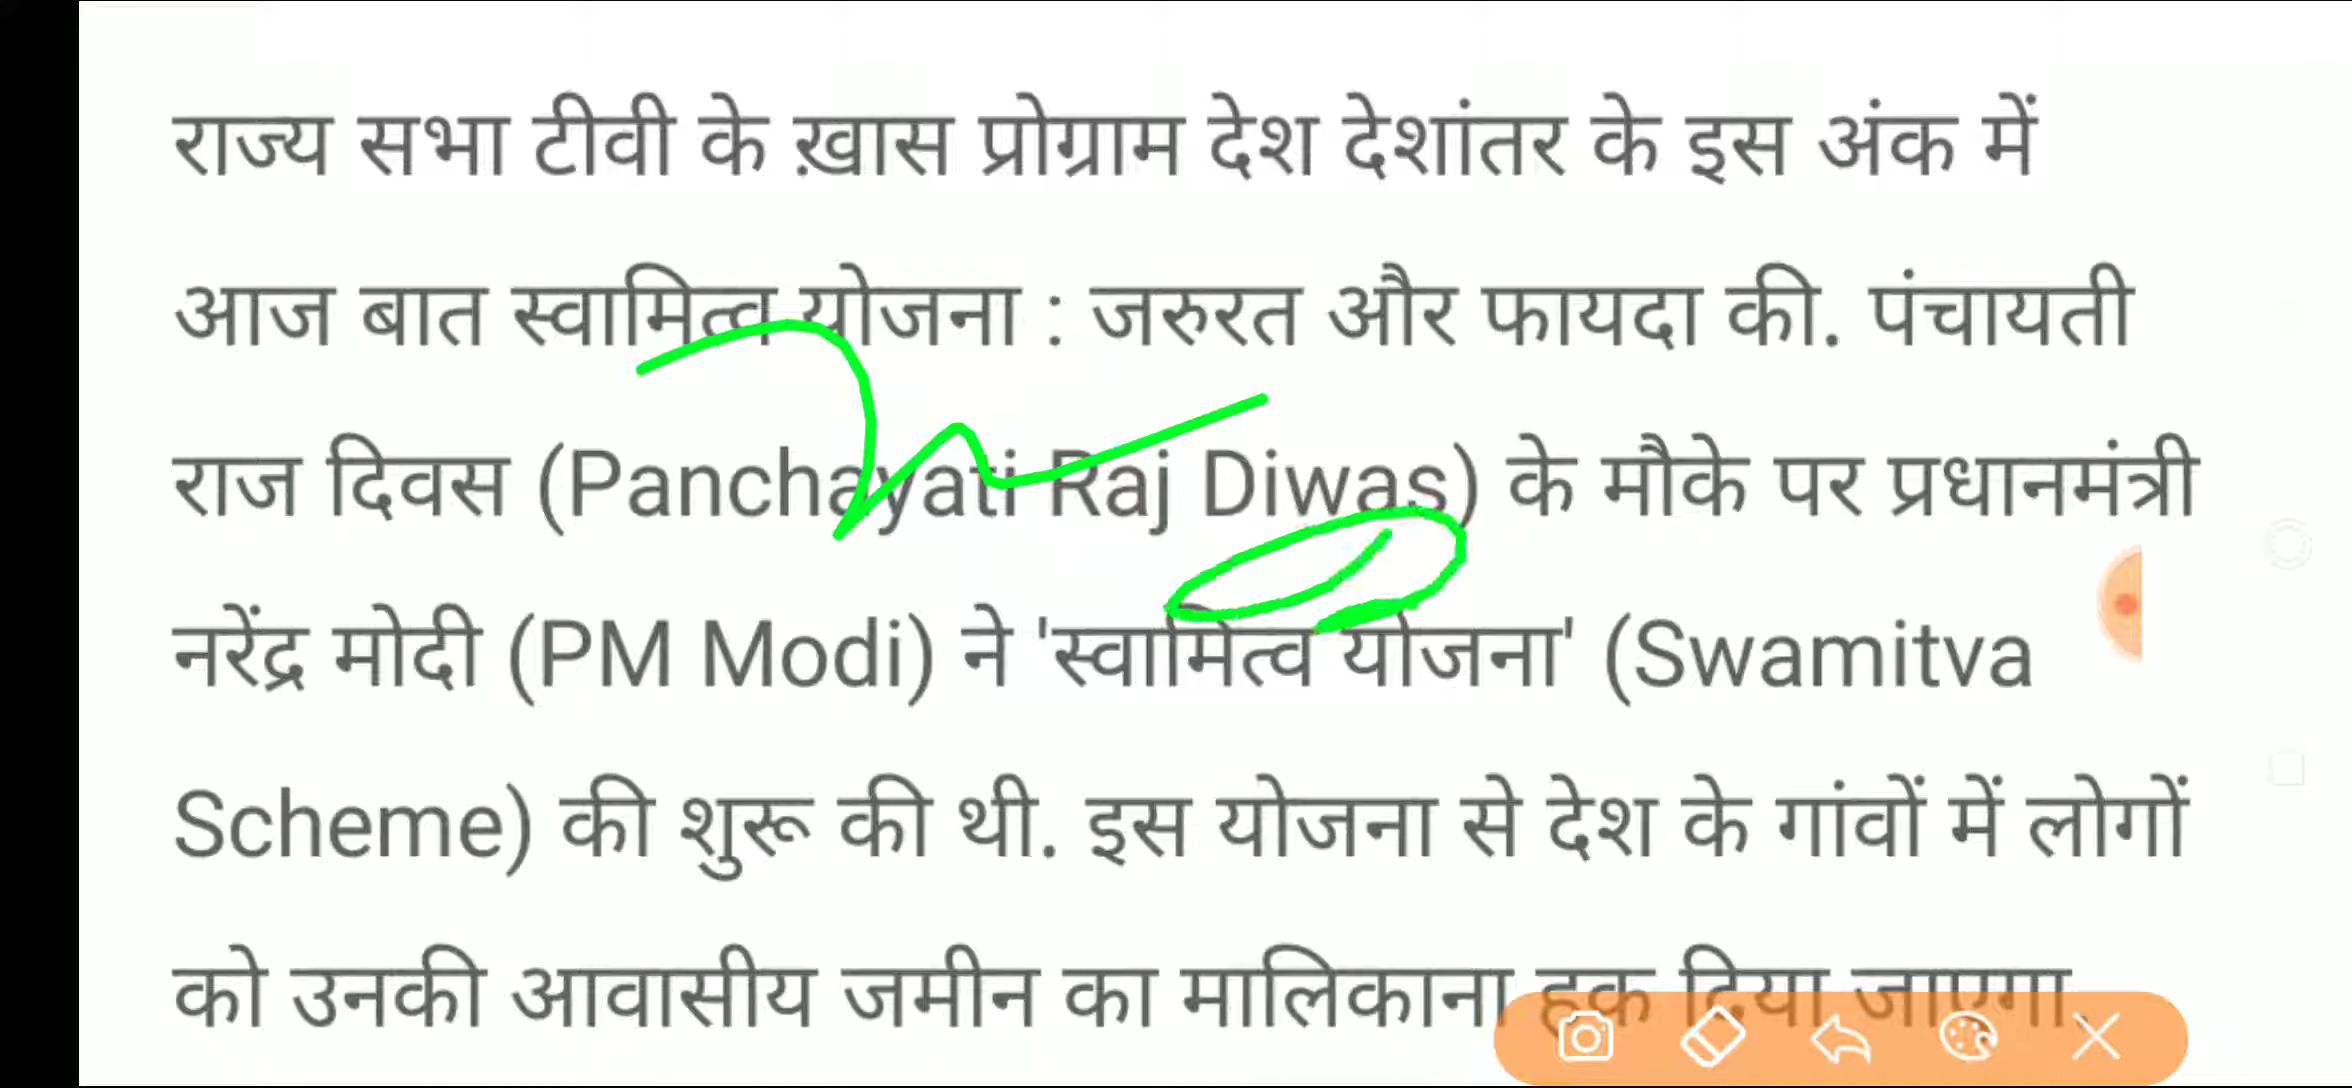 राज्य सभा टीवी के ख़ास प्रोग्राम देश देशांतर के इस अंक में
आज बात स्वामित्व योजना : जरुरत और फायदा की. पंचायती
राज दिवस (Panchayati Raj Diwas) के मौके पर प्रधानमंत्री
नरेंद्र मोदी (PM Modi) ने 'स्वामित्व योजना' (Swamitva
Scheme) की शुरू की थी. इस योजना से देश के गांवों में लोगों
को उनकी आवासीय जमीन का मालिकाना हक दिया जाएगा.